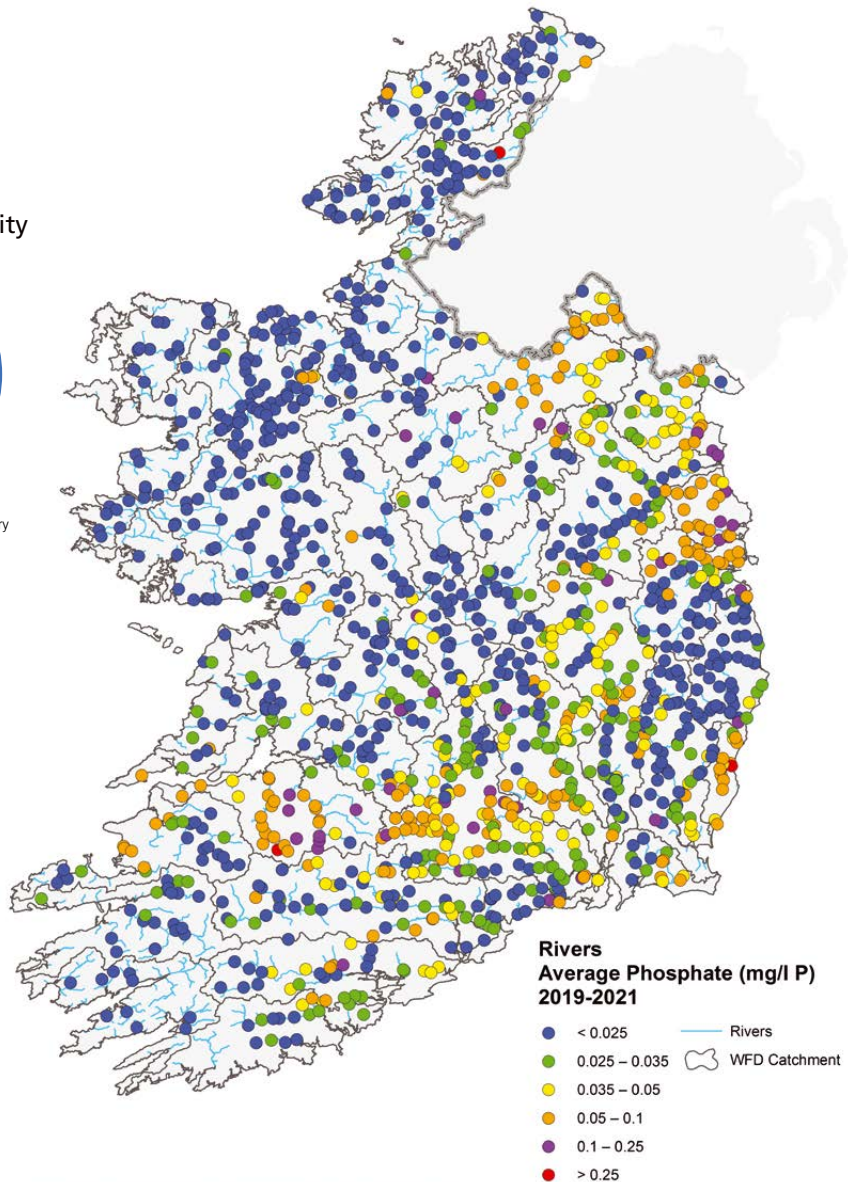 ity
ry
Rivers
Average Phosphate (mg/l P)
2019-2021
< 0.025
0.025 – 0.035
0.035 – 0.05
0.05 – 0.1
0.1 – 0.25
> 0.25
Rivers
WFD Catchment